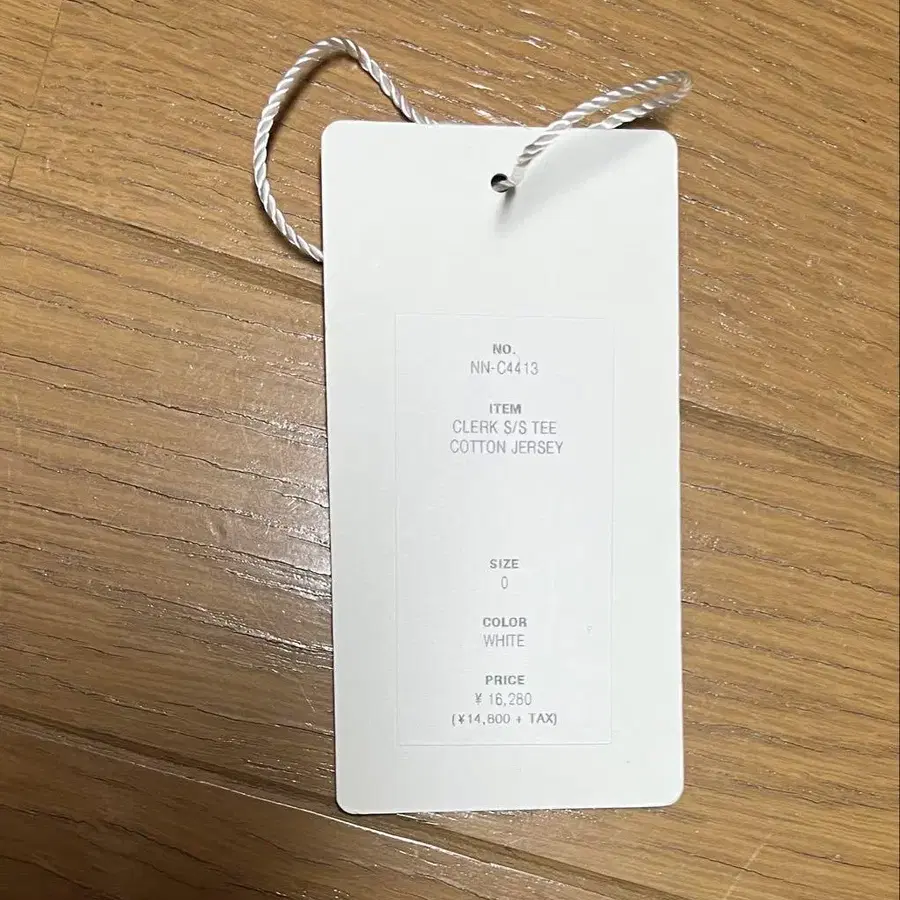 NO.
NN-C4413
ITEM
CLERK S/S TEE
COTTON JERSEY
SIZE
0
COLOR
WHITE
PRICE
¥ 16,280
(¥14,800 + TAX)